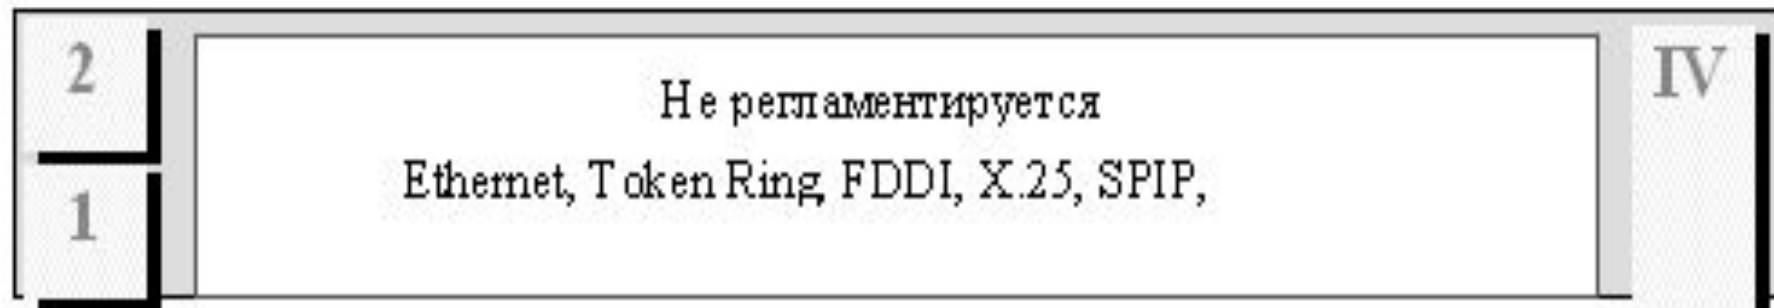 2
Не регламентируется
IV
Ethernet, Token Ring, FDDI, X.25, SPIP,
1